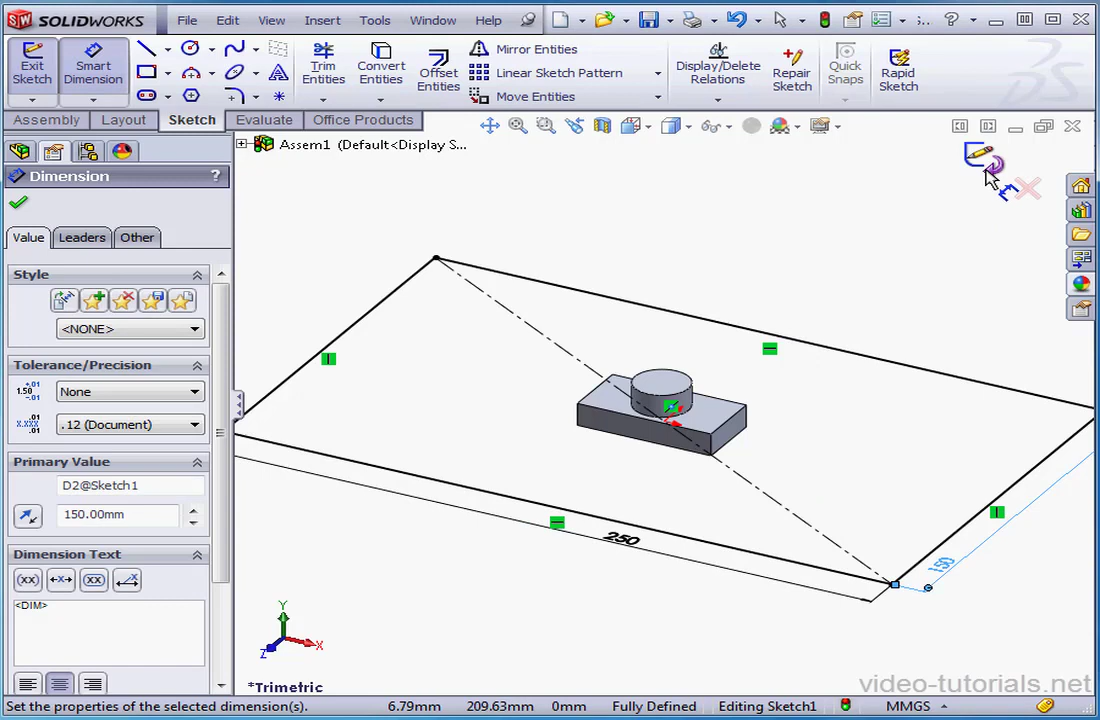 SOLIDWORKS File Edit View Insert Tools Window Help
Exit Sketch
Smart Dimension
Trim Entities
Convert Entities
Offset Entities
Mirror Entities
Linear Sketch Pattern
Move Entities
Display/Delete Relations
Repair Sketch
Quick Snaps
Rapid Sketch
Assembly Layout Sketch Evaluate Office Products
Assem1 (Default<Display S...
Dimension ?
Value Leaders Other
Style
<NONE>
Tolerance/Precision
None
.12 (Document)
Primary Value
D2@Sketch1
150.00mm
Dimension Text
(xx) (xx)
<DIM>
250
150
Y
X
Z
*Trimetric
video-tutorials.net
Set the properties of the selected dimension(s). 6.79mm 209.63mm 0mm Fully Defined Editing Sketch1 MMGS